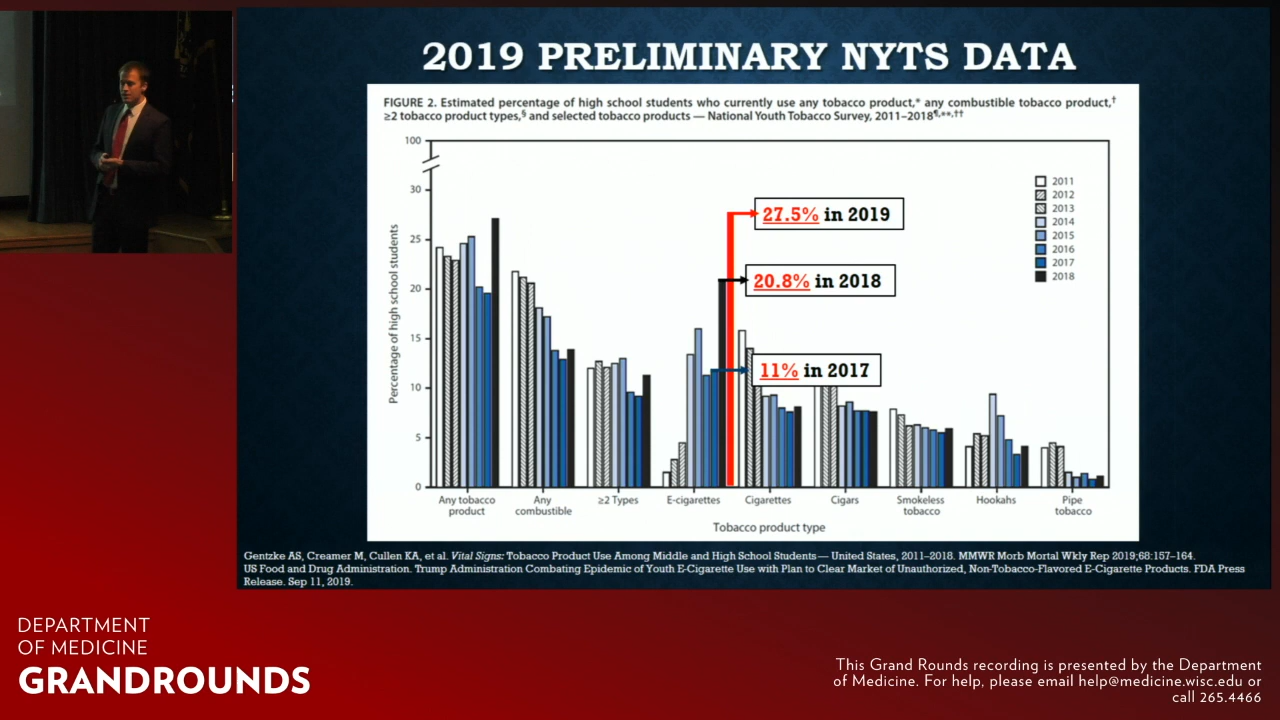 2019 PRELIMINARY NYTS DATA
FIGURE 2. Estimated percentage of high school students who currently use any tobacco product,* any combustible tobacco product,†
≥2 tobacco product types,§ and selected tobacco products — National Youth Tobacco Survey, 2011–2018¶,**,††
100
30
25
20
15
10
5
0
Percentage of high school students
27.5% in 2019
20.8% in 2018
11% in 2017
2011
2012
2013
2014
2015
2016
2017
2018
Any tobacco
product
Any
combustible
≥2 Types
E-cigarettes
Cigarettes
Cigars
Smokeless
tobacco
Hookahs
Pipe
tobacco
Tobacco product type
Gentzke AS, Creamer M, Cullen KA, et al. Vital Signs: Tobacco Product Use Among Middle and High School Students — United States, 2011–2018. MMWR Morb Mortal Wkly Rep 2019;68:157–164.
US Food and Drug Administration. Trump Administration Combating Epidemic of Youth E-Cigarette Use with Plan to Clear Market of Unauthorized, Non-Tobacco-Flavored E-Cigarette Products. FDA Press
Release. Sep 11, 2019.
DEPARTMENT
OF MEDICINE
GRANDROUNDS
This Grand Rounds recording is presented by the Department
of Medicine. For help, please email help@medicine.wisc.edu or
call 265.4466